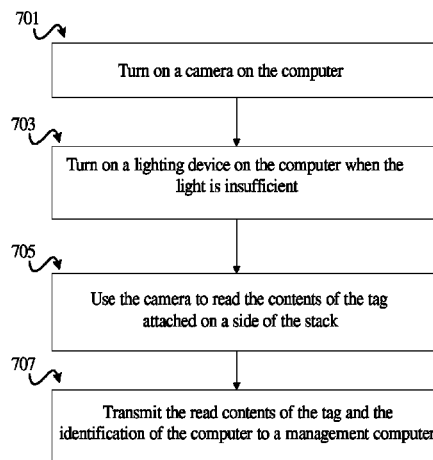 701
Turn on a camera on the computer
703
Turn on a lighting device on the computer when the
light is insufficient
705
Use the camera to read the contents of the tag
attached on a side of the stack
707
Transmit the read contents of the tag and the
identification of the computer to a management computer